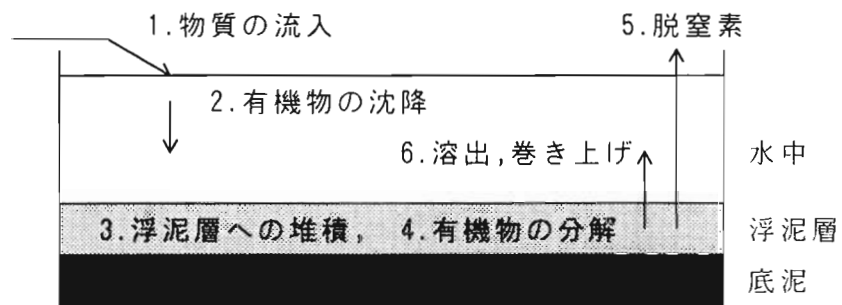 1.物質の流入
5.脱窒素
2.有機物の沈降
6.溶出,巻き上げ
水中
3.浮泥層への堆積, 4.有機物の分解
浮泥層
底泥